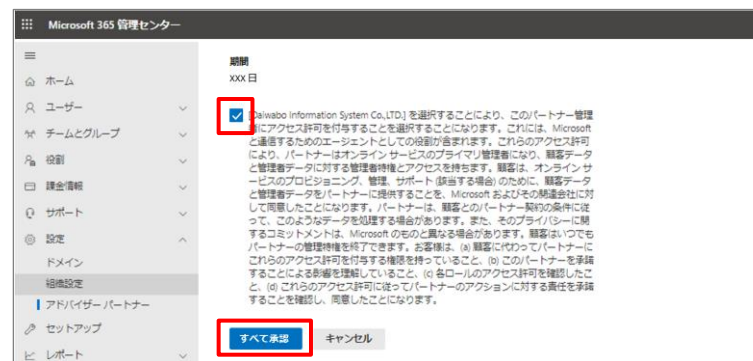 Microsoft 365 管理センター
ホーム
ユーザー
チームとグループ
役割
課金情報
サポート
設定
ドメイン
組織設定
アドバイザー パートナー
セットアップ
レポート
期間
xxx 日
[Daiwabo Information System Co.,LTD.] を選択することにより、このパートナー管理
者にアクセス許可を付与することを選択することになります。これには、Microsoft
と通信するためのエージェントとしての役割が含まれます。これらのアクセス許可
により、パートナーはオンライン サービスのプライマリ管理者になり、顧客データ
と管理者データに対する管理者特権とアクセスを持ちます。顧客は、オンライン サ
ービスのプロビジョニング、管理、サポート (該当する場合) のために、顧客データ
と管理者データをパートナーに提供することを、Microsoft およびその関連会社に対
して同意したことになります。パートナーは、顧客とのパートナー契約の条件に従
って、このようなデータを処理する場合があります。また、そのプライバシーに関
するコミットメントは、Microsoft のものと異なる場合があります。顧客はいつでも
パートナーの管理特権を終了できます。お客様は、(a) 顧客に代わってパートナーに
これらのアクセス許可を付与する権限を持っていること、(b) このパートナーを承諾
することによる影響を理解していること、(c) 各ロールのアクセス許可を確認したこ
と、(d) これらのアクセス許可に従ってパートナーのアクションに対する責任を承諾
することを確認し、同意したことになります。
すべて承認
キャンセル